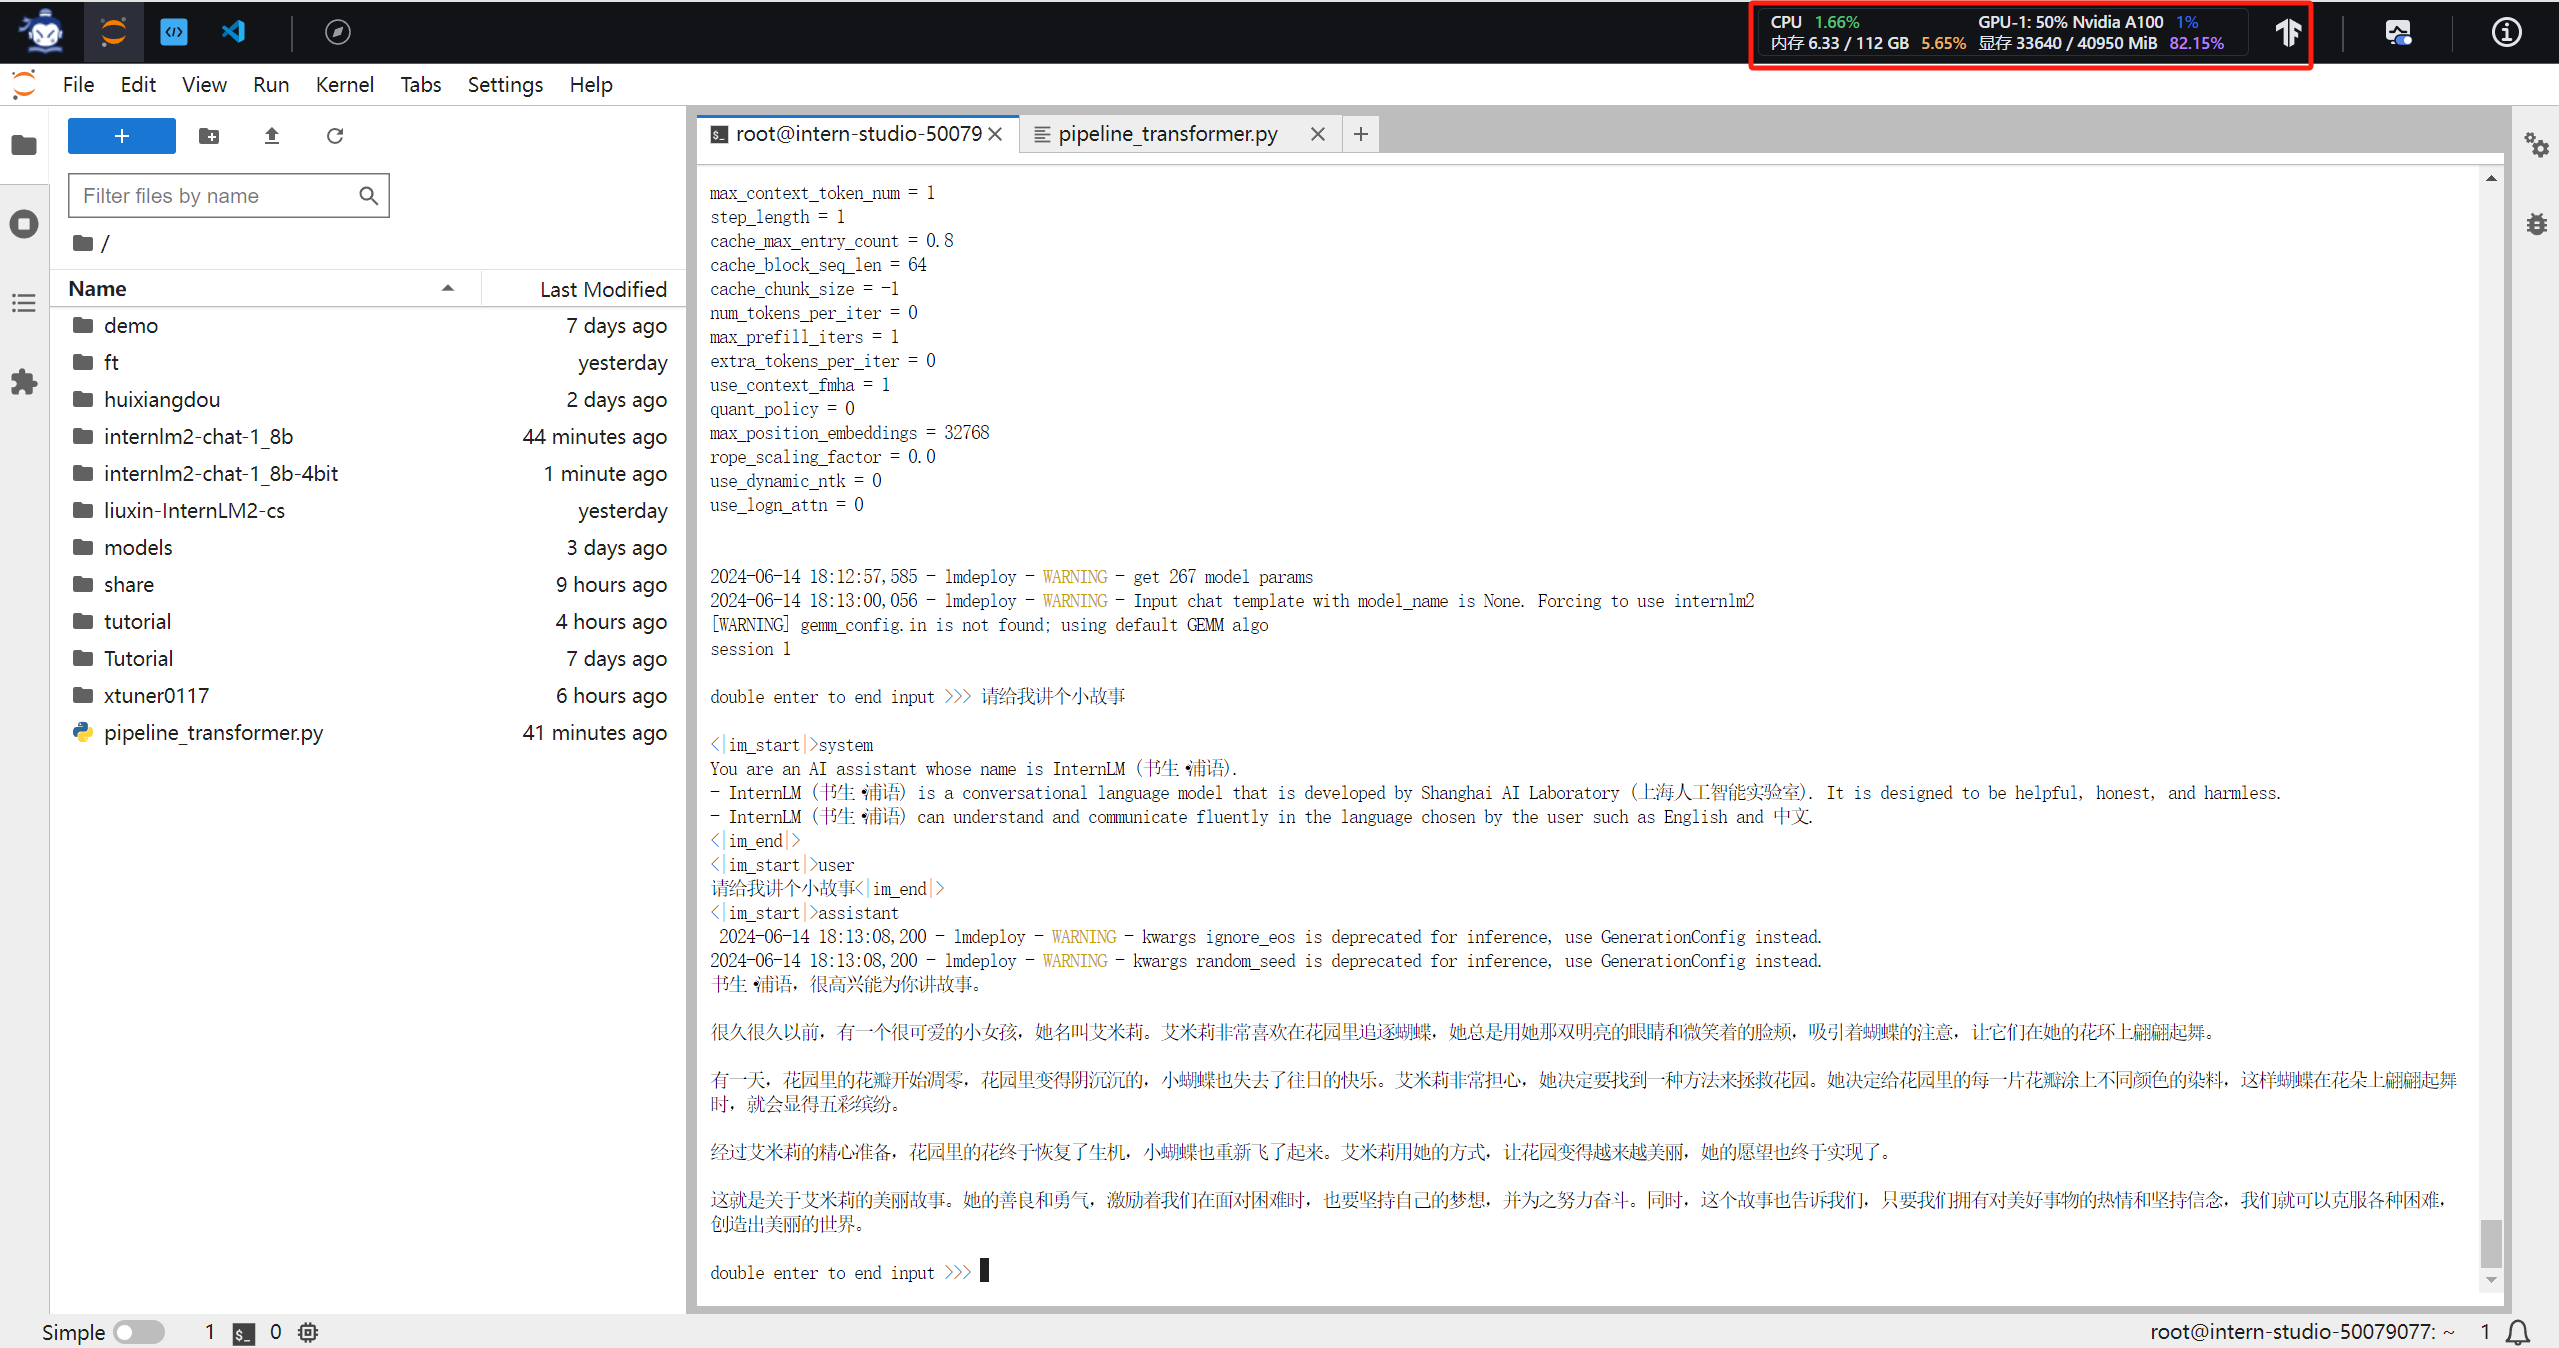 CPU 1.66% GPU-1: 50% Nvidia A100 1%
内存 6.33 / 112 GB 5.65% 显存 33640 / 40950 MiB 82.15%
File Edit View Run Kernel Tabs Settings Help
root@intern-studio-50079
pipeline_transformer.py
Filter files by name
/
Name Last Modified
demo 7 days ago
ft yesterday
huixiangdou 2 days ago
internlm2-chat-1_8b 44 minutes ago
internlm2-chat-1_8b-4bit 1 minute ago
liuxin-InternLM2-cs yesterday
models 3 days ago
share 9 hours ago
tutorial 4 hours ago
Tutorial 7 days ago
xtuner0117 6 hours ago
pipeline_transformer.py 41 minutes ago
max_context_token_num = 1
step_length = 1
cache_max_entry_count = 0.8
cache_block_seq_len = 64
cache_chunk_size = -1
num_tokens_per_iter = 0
max_prefill_iters = 1
extra_tokens_per_iter = 0
use_context_fmha = 1
quant_policy = 0
max_position_embeddings = 32768
rope_scaling_factor = 0.0
use_dynamic_ntk = 0
use_logn_attn = 0
2024-06-14 18:12:57,585 - lmdeploy - WARNING - get 267 model params
2024-06-14 18:13:00,056 - lmdeploy - WARNING - Input chat template with model_name is None. Forcing to use internlm2
[WARNING] gemm_config.in is not found; using default GEMM algo
session 1
double enter to end input >>> 请给我讲个小故事
<|im_start|>system
You are an AI assistant whose name is InternLM (书生·浦语).
- InternLM (书生·浦语) is a conversational language model that is developed by Shanghai AI Laboratory (上海人工智能实验室). It is designed to be helpful, honest, and harmless.
- InternLM (书生·浦语) can understand and communicate fluently in the language chosen by the user such as English and 中文.
<|im_end|>
<|im_start|>user
请给我讲个小故事<|im_end|>
<|im_start|>assistant
2024-06-14 18:13:08,200 - lmdeploy - WARNING - kwargs ignore_eos is deprecated for inference, use GenerationConfig instead.
2024-06-14 18:13:08,200 - lmdeploy - WARNING - kwargs random_seed is deprecated for inference, use GenerationConfig instead.
书生·浦语，很高兴能为你讲故事。
很久很久以前，有一个很可爱的小女孩，她名叫艾米莉。艾米莉非常喜欢在花园里追逐蝴蝶，她总是用她那双明亮的眼睛和微笑着的脸颊，吸引着蝴蝶的注意，让它们在她的花环上翩翩起舞。
有一天，花园里的花瓣开始凋零，花园里变得阴沉沉的，小蝴蝶也失去了往日的快乐。艾米莉非常担心，她决定要找到一种方法来拯救花园。她决定给花园里的每一片花瓣涂上不同颜色的染料，这样蝴蝶在花朵上翩翩起舞
时，就会显得五彩缤纷。
经过艾米莉的精心准备，花园里的花终于恢复了生机，小蝴蝶也重新飞了起来。艾米莉用她的方式，让花园变得越来越美丽，她的愿望也终于实现了。
这就是关于艾米莉的美丽故事。她的善良和勇气，激励着我们在面对困难时，也要坚持自己的梦想，并为之努力奋斗。同时，这个故事也告诉我们，只要我们拥有对美好事物的热情和坚持信念，我们就可以克服各种困难，
创造出美丽的世界。
double enter to end input >>>
Simple 1 0 root@intern-studio-50079077: ~ 1